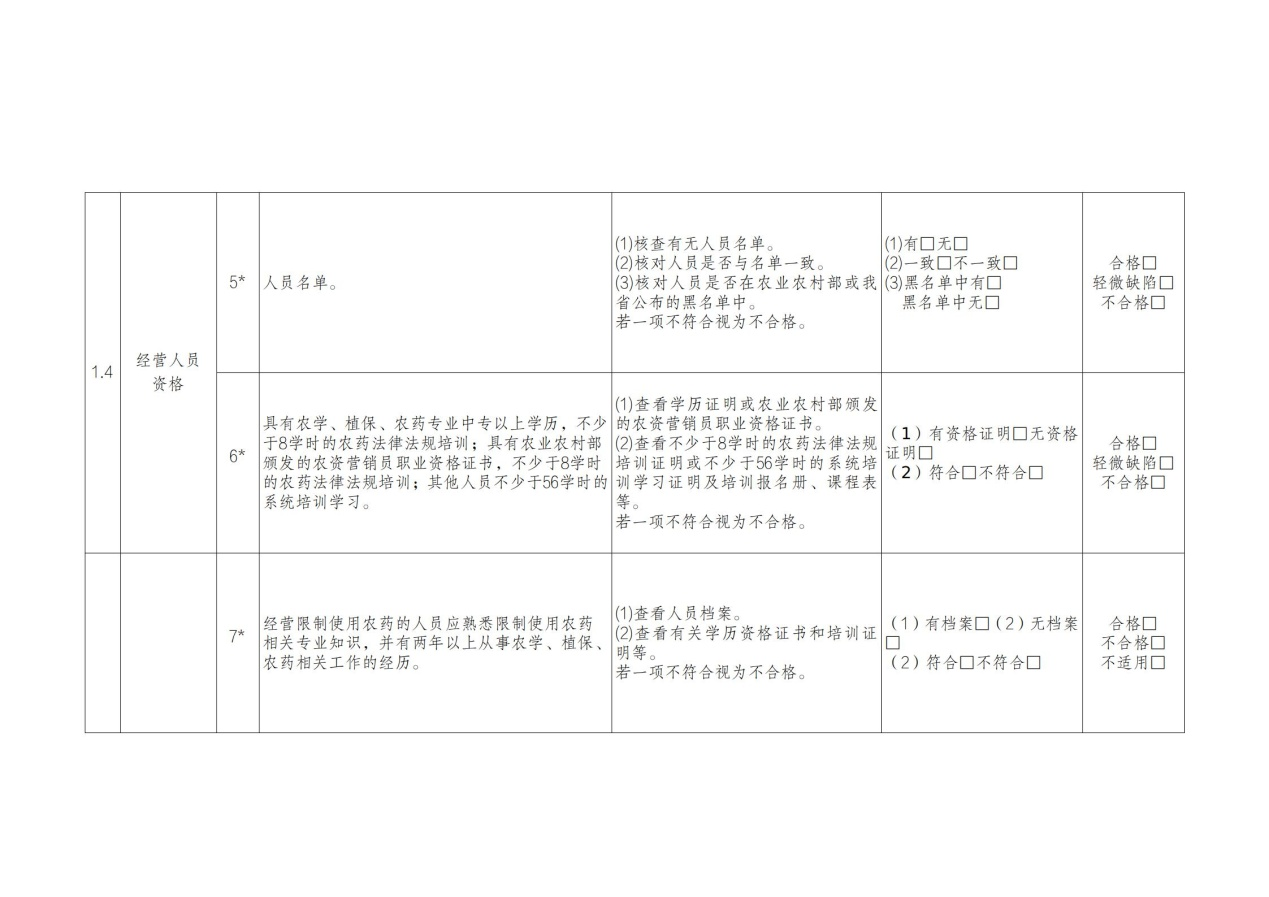 1.4
经营人员
资格
5*
人员名单。
(1)核查有无人员名单。
(2)核对人员是否与名单一致。
(3)核对人员是否在农业农村部或我
省公布的黑名单中。
若一项不符合视为不合格。
(1)有□无□
(2)一致□不一致□
(3)黑名单中有□
黑名单中无□
合格□
轻微缺陷□
不合格□
6*
具有农学、植保、农药专业中专以上学历，不少
于8学时的农药法律法规培训；具有农业农村部
颁发的农资营销员职业资格证书，不少于8学时
的农药法律法规培训；其他人员不少于56学时的
系统培训学习。
(1)查看学历证明或农业农村部颁发
的农资营销员职业资格证书。
(2)查看不少于8学时的农药法律法规
培训证明或不少于56学时的系统培
训学习证明及培训报名册、课程表
等。
若一项不符合视为不合格。
（1）有资格证明□无资格
证明□
（2）符合□不符合□
合格□
轻微缺陷□
不合格□
7*
经营限制使用农药的人员应熟悉限制使用农药
相关专业知识，并有两年以上从事农学、植保、
农药相关工作的经历。
(1)查看人员档案。
(2)查看有关学历资格证书和培训证
明等。
若一项不符合视为不合格。
（1）有档案□（2）无档案
□
（2）符合□不符合□
合格□
不合格□
不适用□